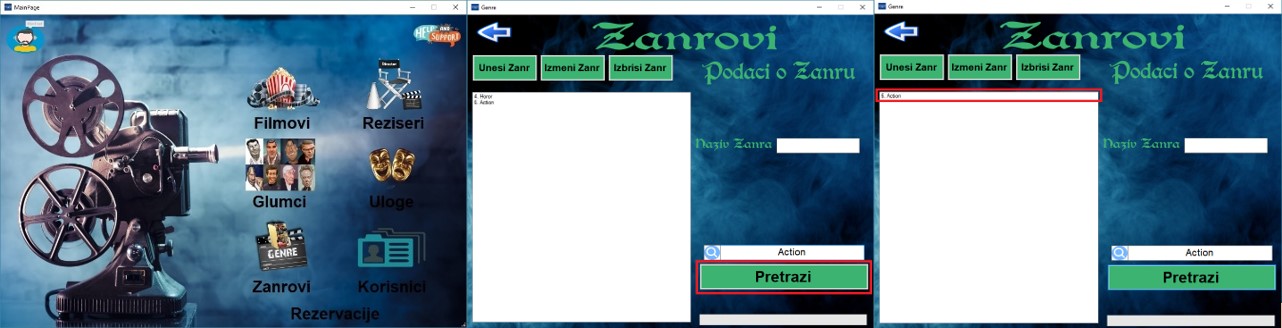 MainPage
HELP AND SUPPORT
Director
Filmovi
Reziseri
Glumci
Uloge
GENRE
Zanrovi
Korisnici
Rezervacije
Genre
Zanrovi
Unesi Zanr
Izmeni Zanr
Izbrisi Zanr
Podaci o Zanru
4. Horor
5. Action
Naziv Zanra
Action
Pretrazi
Genre
Zanrovi
Unesi Zanr
Izmeni Zanr
Izbrisi Zanr
Podaci o Zanru
5. Action
Naziv Zanra
Action
Pretrazi